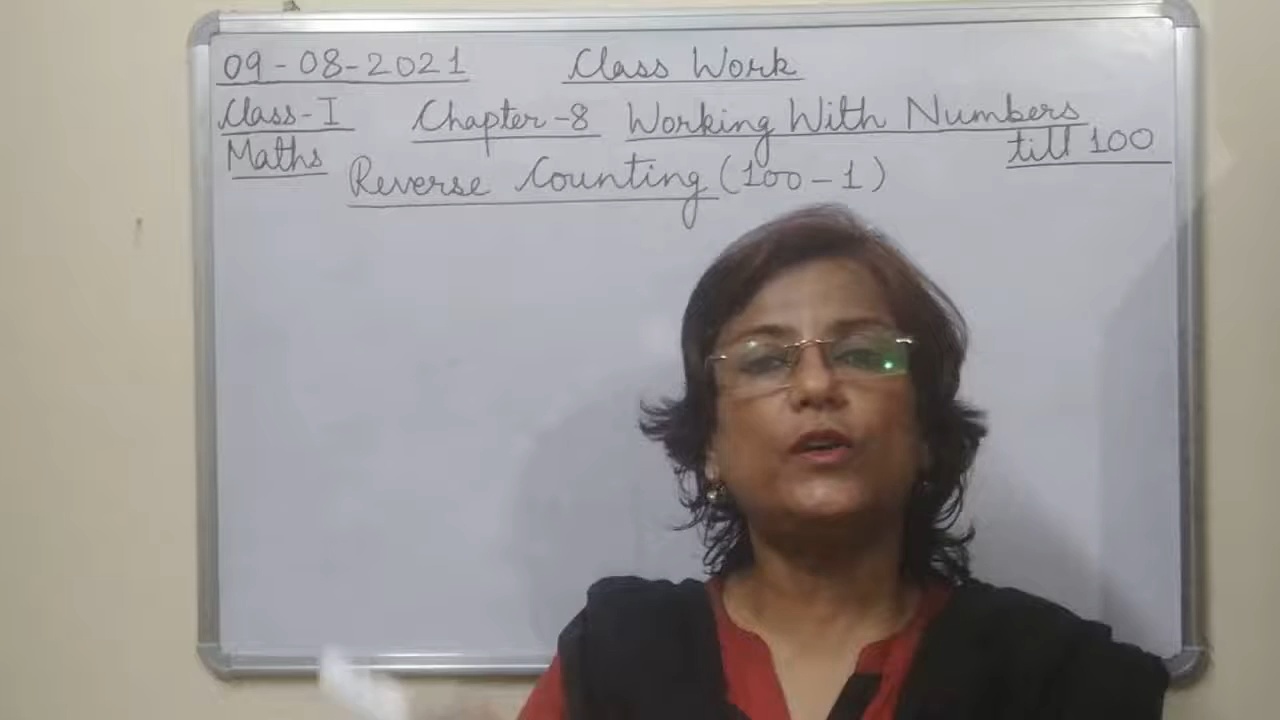 09-08-2021 Class Work
Class-I Chapter-8 Working With Numbers
till 100
Maths
Reverse Counting (100-1)